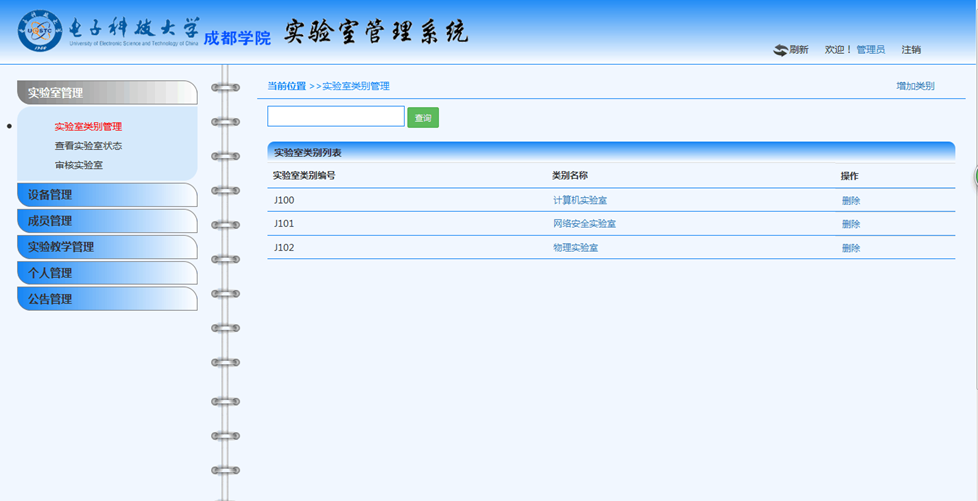 电子科技大学 成都学院 实验室管理系统
University of Electronic Science and Technology of China
刷新 欢迎！ 管理员 注销
实验室管理
实验室类别管理
查看实验室状态
审核实验室
设备管理
成员管理
实验教学管理
个人管理
公告管理
当前位置 >>实验室类别管理 增加类别
查询
实验室类别列表
实验室类别编号 类别名称 操作
J100 计算机实验室 删除
J101 网络安全实验室 删除
J102 物理实验室 删除